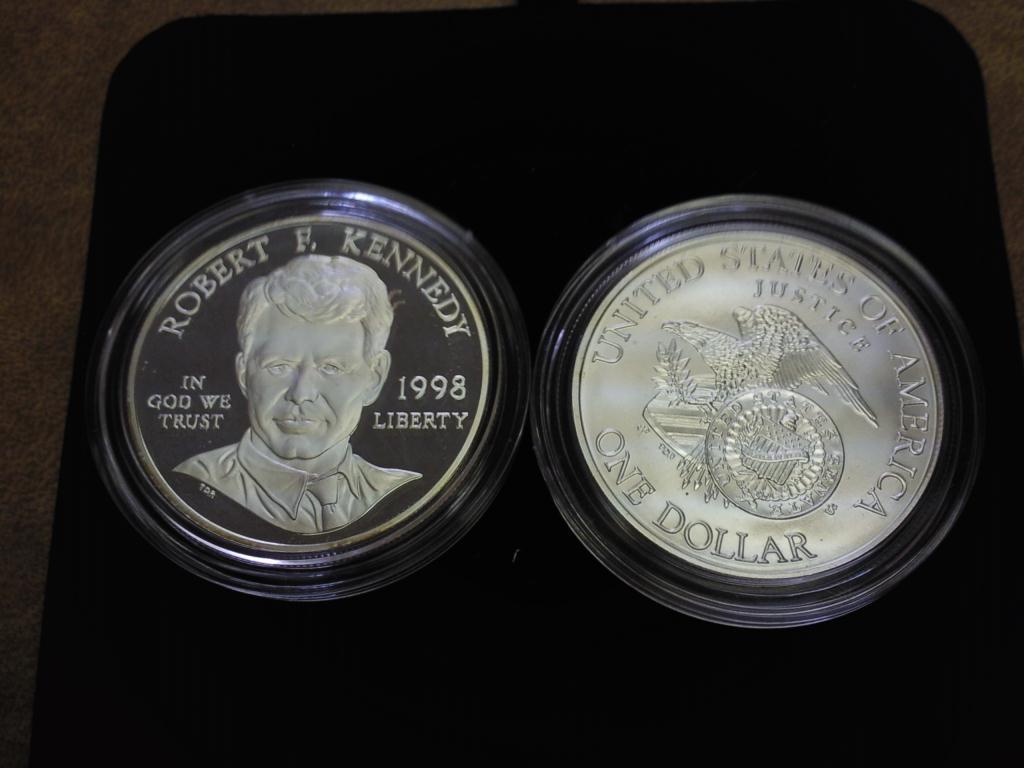 ROBERT F. KENNEDY
IN
GOD WE
TRUST
1998
LIBERTY
UNITED STATES OF AMERICA
JUSTICE
ONE DOLLAR